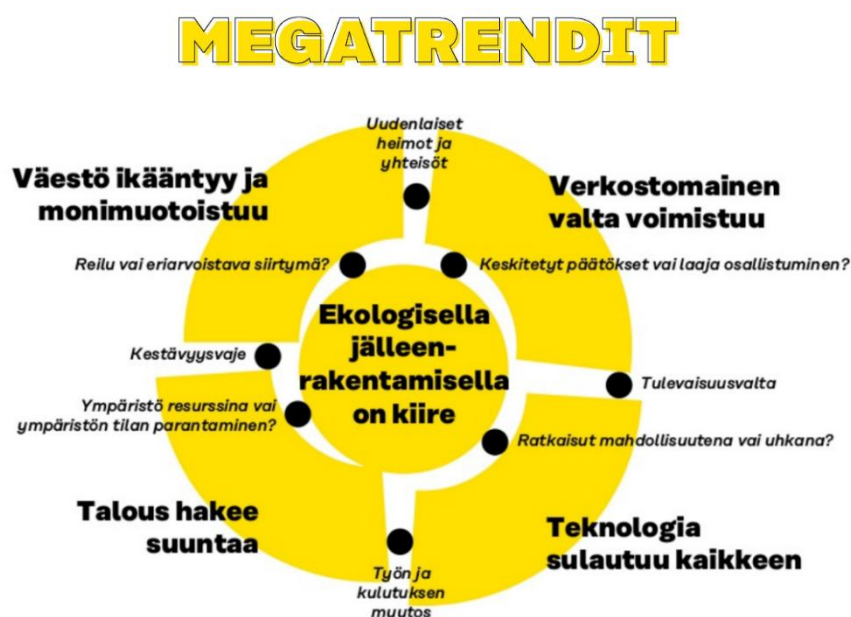 MEGATRENDIT
Uudenlaiset
heimot ja
yhteisöt
Väestö ikääntyy ja
monimuotoistuu
Verkostomainen
valta voimistuu
Reilu vai eriarvoistava siirtymä?
Keskitetyt päätökset vai laaja osallistuminen?
Ekologisella
jälleen-
rakentamisella
on kiire
Kestävyysvaje
Tulevaisuusvalta
Ympäristö resurssina vai
ympäristön tilan parantaminen?
Ratkaisut mahdollisuutena vai uhkana?
Talous hakee
suuntaa
Teknologia
sulautuu kaikkeen
Työn ja
kulutuksen
muutos